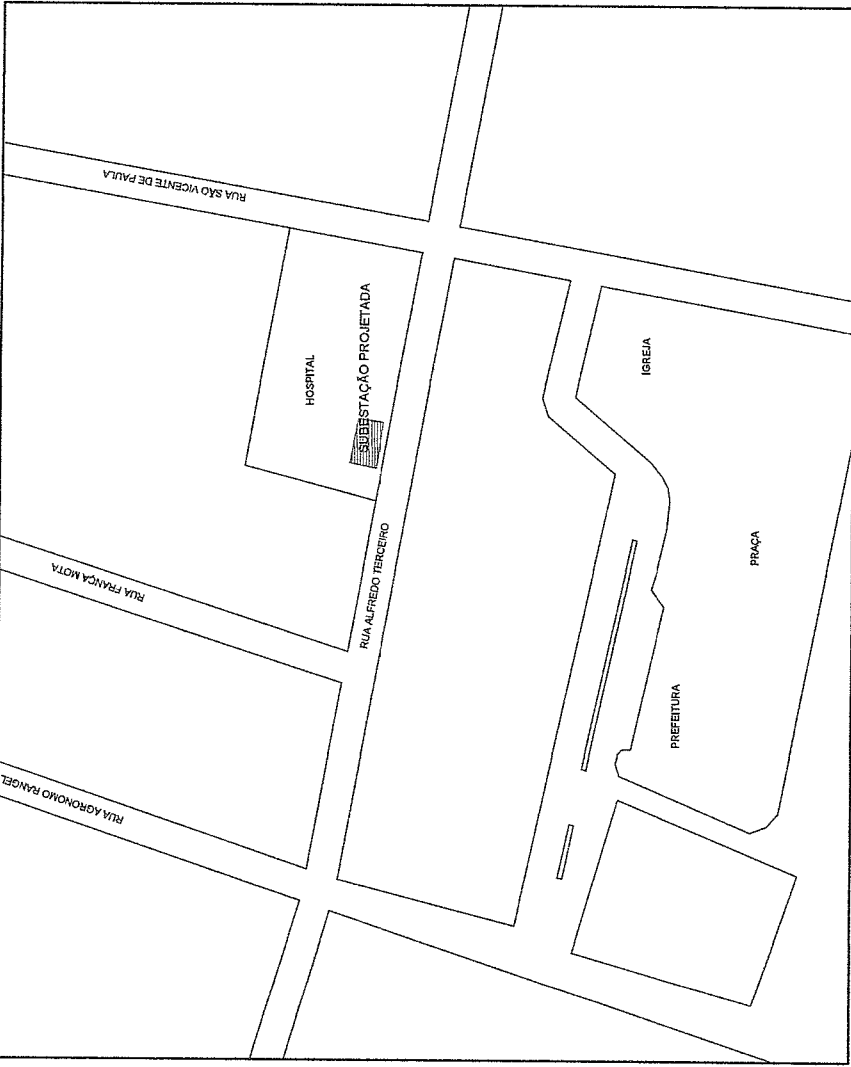 RUA SÃO VICENTE DE PAULA
HOSPITAL
SUBESTAÇÃO PROJETADA
IGREJA
RUA ALFREDO TERCEIRO
RUA FRANÇA MOTA
PRAÇA
PREFEITURA
RUA AGRONOMO RANGEL